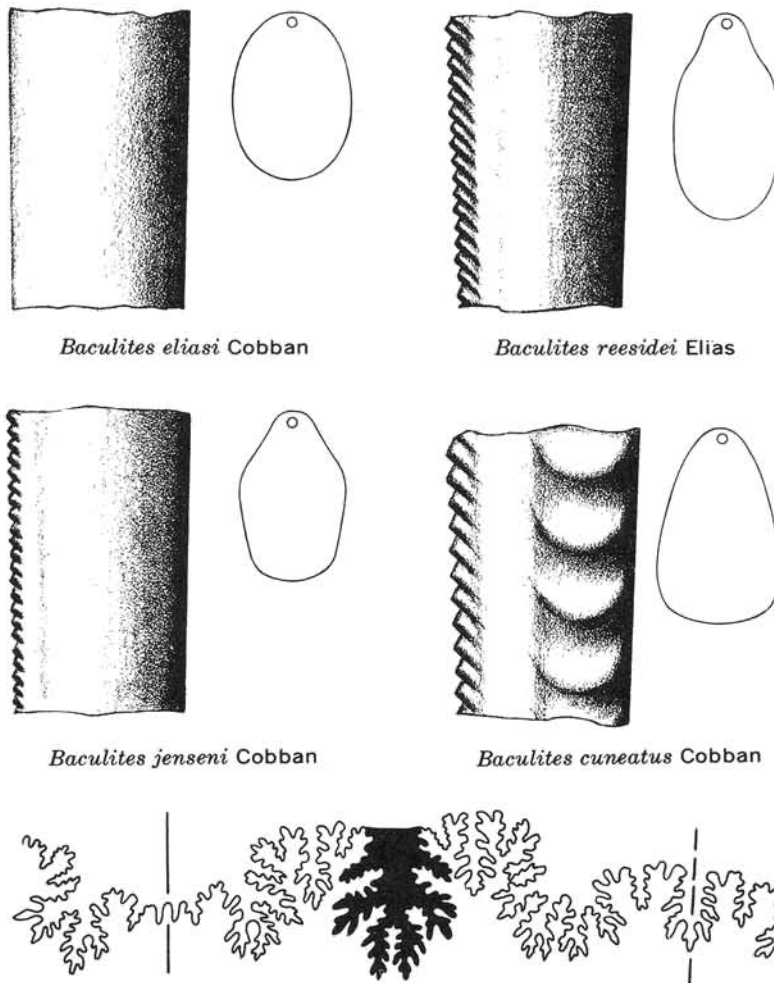 Baculites eliasi Cobban
Baculites reesidei Elias
Baculites jenseni Cobban
Baculites cuneatus Cobban